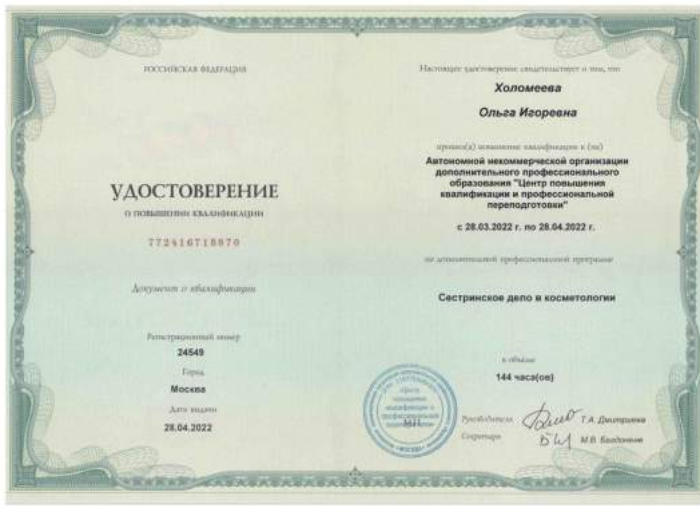 РОССИЙСКАЯ ФЕДЕРАЦИЯ
УДОСТОВЕРЕНИЕ
О ПОВЫШЕНИИ КВАЛИФИКАЦИИ
772416718870
Документ о квалификации
Регистрационный номер
24549
Город
Москва
Дата выдачи
28.04.2022
Настоящее удостоверение свидетельствует о том, что
Холомеева
Ольга Игоревна
прошел(а) повышение квалификации в (на)
Автономной некоммерческой организации
дополнительного профессионального
образования "Центр повышения
квалификации и профессиональной
переподготовки"
с 28.03.2022 г. по 28.04.2022 г.
по дополнительной профессиональной программе
Сестринское дело в косметологии
в объёме
144 часа(ов)
МП
Руководитель Т.А. Дмитриева
Секретарь М.В.